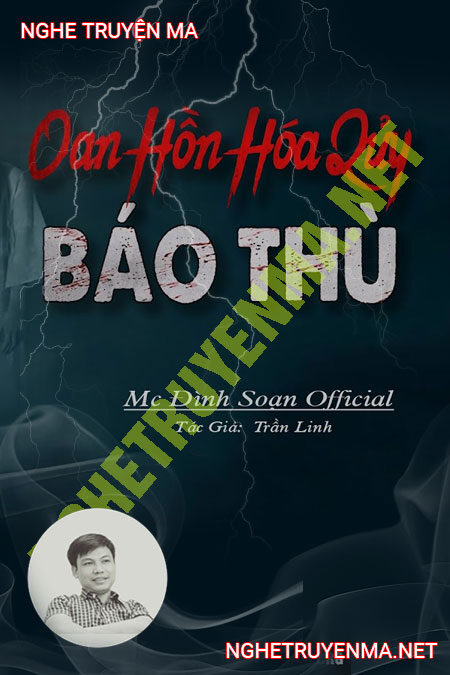 NGHE TRUYỆN MA
Oan Hồn Hóa Quỷ
BÁO THÙ
NGHETRUYENMA.NET
Mc Đình Soạn Official
Tác Giả: Trần Linh
NGHETRUYENMA.NET